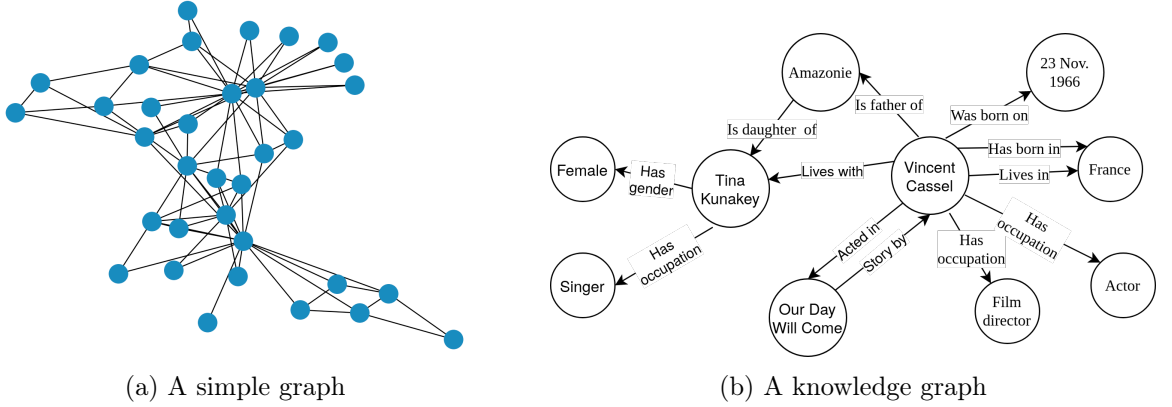 Amazonie
23 Nov.
1966
Is father of
Was born on
Is daughter of
Has born in
Female
Has
gender
Tina
Kunakey
Lives with
Vincent
Cassel
Lives in
France
Has
occupation
Acted in
Story by
Has
occupation
Has
occupation
Singer
Our Day
Will Come
Film
director
Actor
(a) A simple graph
(b) A knowledge graph